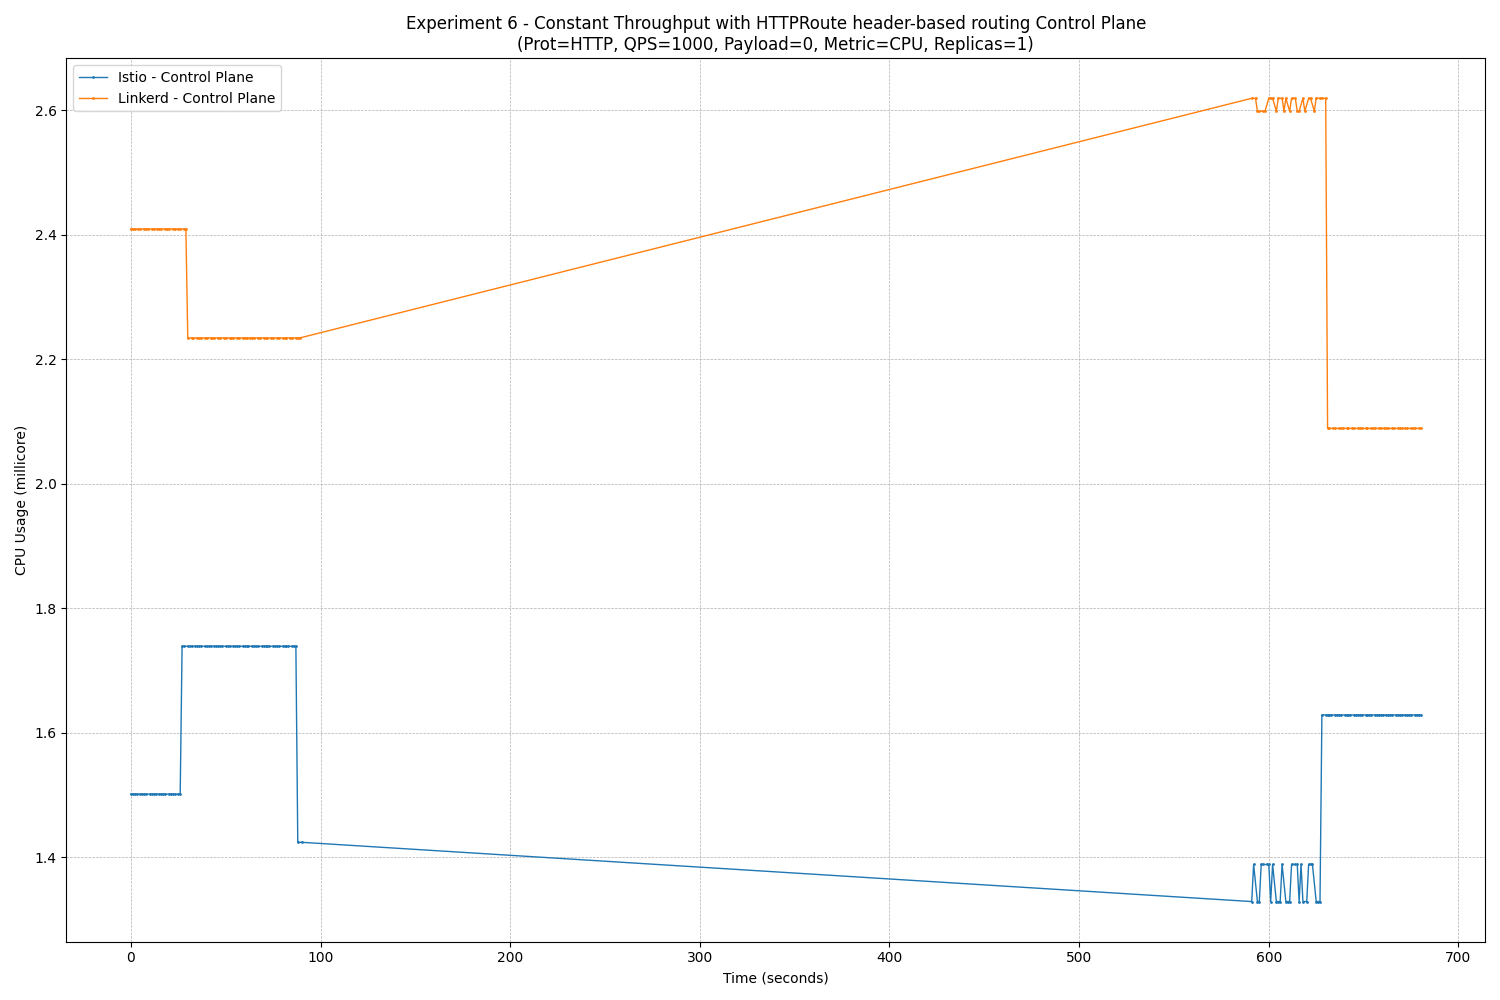 Experiment 6 - Constant Throughput with HTTPRoute header-based routing Control Plane
(Prot=HTTP, QPS=1000, Payload=0, Metric=CPU, Replicas=1)
Istio - Control Plane
Linkerd - Control Plane
2.6
2.4
2.2
2.0
1.8
1.6
1.4
CPU Usage (millicore)
0 100 200 300 400 500 600 700
Time (seconds)